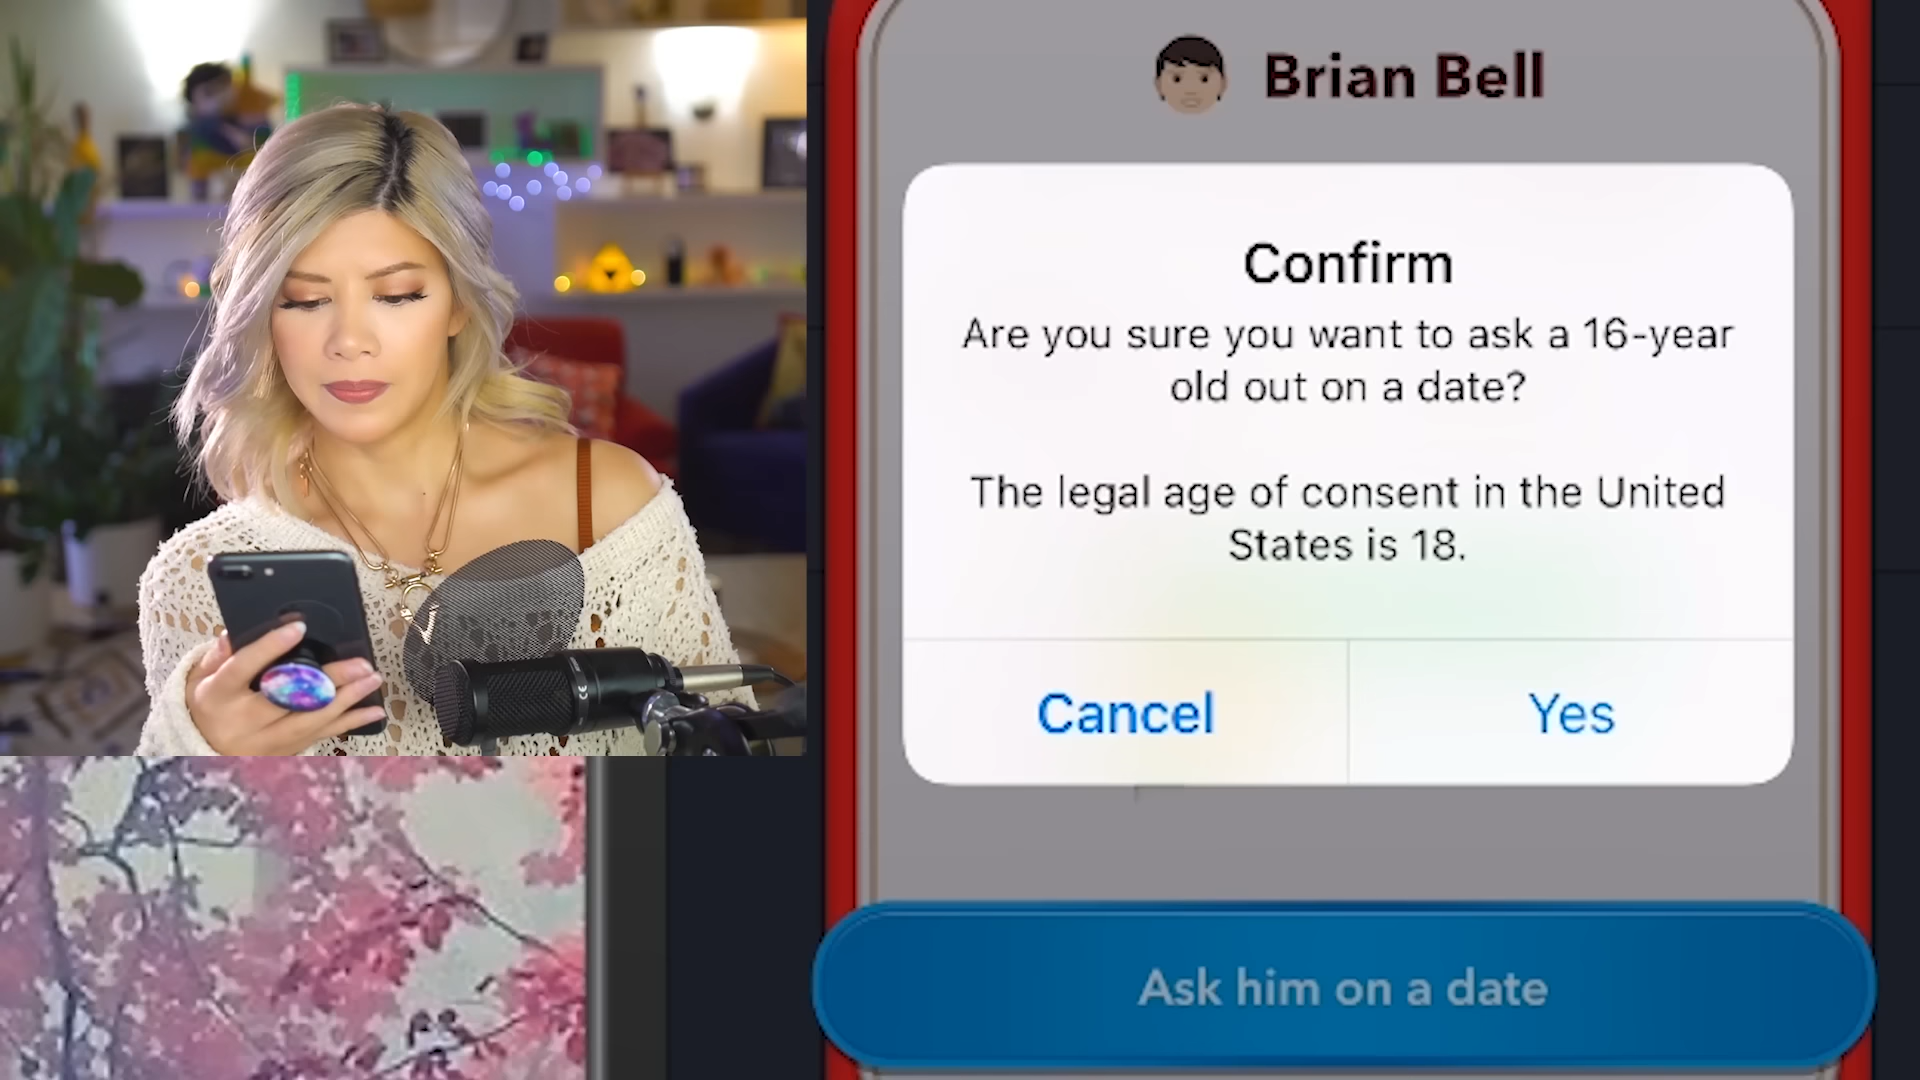 Brian Bell
Confirm
Are you sure you want to ask a 16-year
old out on a date?
The legal age of consent in the United
States is 18.
Cancel
Yes
Ask him on a date